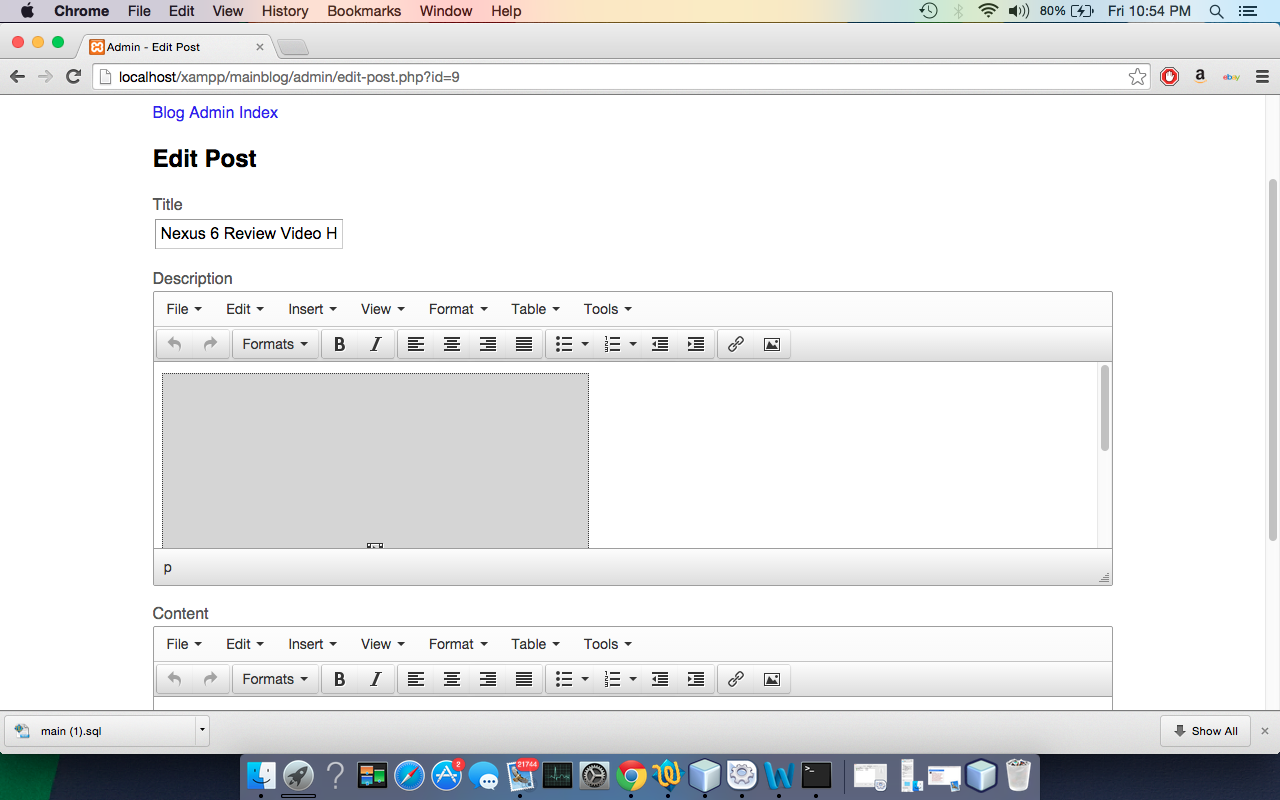 Chrome File Edit View History Bookmarks Window Help 80% Fri 10:54 PM
Admin - Edit Post
localhost/xampp/mainblog/admin/edit-post.php?id=9 a ebay
Blog Admin Index
Edit Post
Title
Nexus 6 Review Video H
Description
File Edit Insert View Format Table Tools
Formats B I
p
Content
File Edit Insert View Format Table Tools
Formats B I
main (1).sql Show All
2 21744